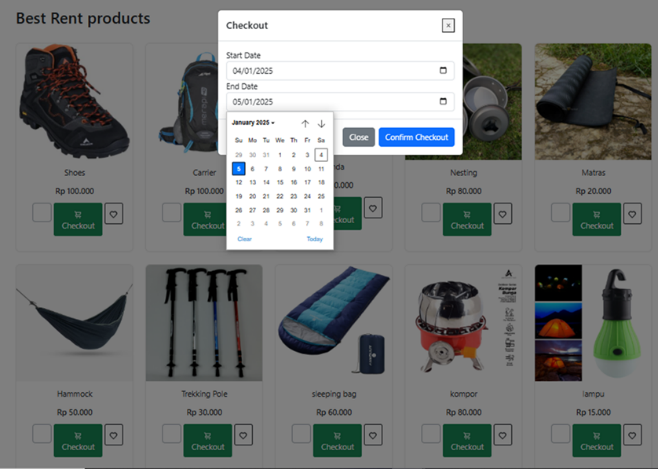 Best Rent products
Checkout
x
Start Date
04/01/2025
End Date
05/01/2025
January 2025
Su Mo Tu We Th Fr Sa
29 30 31 1 2 3 4
5 6 7 8 9 10 11
12 13 14 15 16 17 18
19 20 21 22 23 24 25
26 27 28 29 30 31 1
2 3 4 5 6 7 8
Clear Today
Close Confirm Checkout
Shoes
Rp 100.000
Checkout
Carrier
Rp 100.000
Checkout
Checkout
Nesting
Rp 80.000
Checkout
Matras
Rp 20.000
Checkout
Hammock
Rp 50.000
Checkout
Trekking Pole
Rp 30.000
Checkout
sleeping bag
Rp 60.000
Checkout
kompor
Rp 80.000
Checkout
lampu
Rp 15.000
Checkout